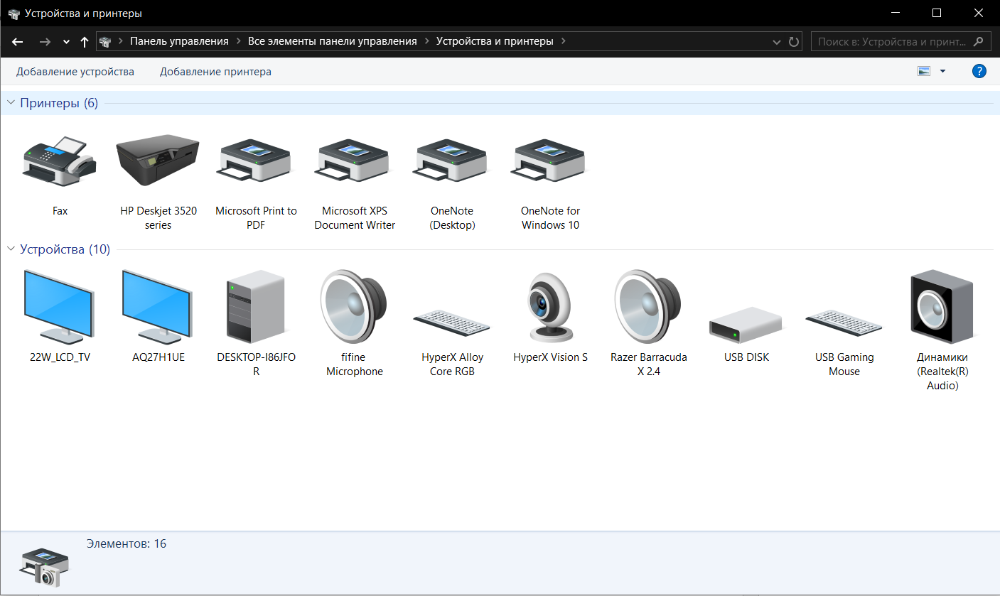 Устройства и принтеры
Панель управления
Все элементы панели управления
Устройства и принтеры
Поиск в: Устройства и принт...
Добавление устройства
Добавление принтера
?
Принтеры (6)
Fax
HP Deskjet 3520
series
Microsoft Print to
PDF
Microsoft XPS
Document Writer
OneNote
(Desktop)
OneNote for
Windows 10
Устройства (10)
22W_LCD_TV
AQ27H1UE
DESKTOP-I86JFO
R
fifine
Microphone
HyperX Alloy
Core RGB
HyperX Vision S
Razer Barracuda
X 2.4
USB DISK
USB Gaming
Mouse
Динамики
(Realtek(R)
Audio)
Элементов: 16